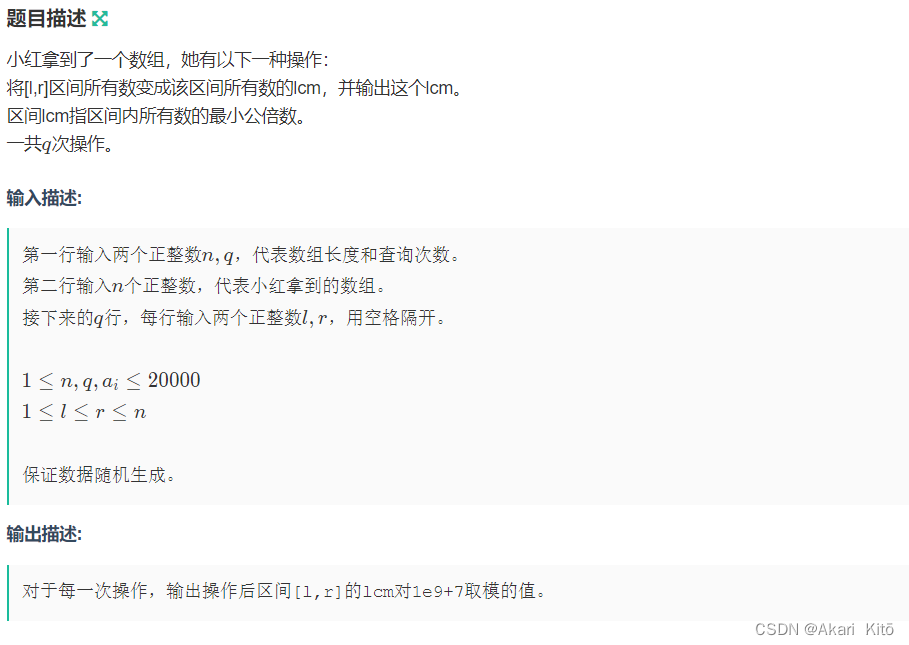 题目描述
小红拿到了一个数组，她有以下一种操作：
将[l,r]区间所有数变成该区间所有数的lcm，并输出这个lcm。
区间lcm指区间内所有数的最小公倍数。
一共q次操作。
输入描述:
第一行输入两个正整数n,q，代表数组长度和查询次数。
第二行输入n个正整数，代表小红拿到的数组。
接下来的q行，每行输入两个正整数l,r，用空格隔开。
1 ≤ n,q,aᵢ ≤ 20000
1 ≤ l ≤ r ≤ n
保证数据随机生成。
输出描述:
对于每一次操作，输出操作后区间[l,r]的lcm对1e9+7取模的值。
CSDN @Akari Kitō